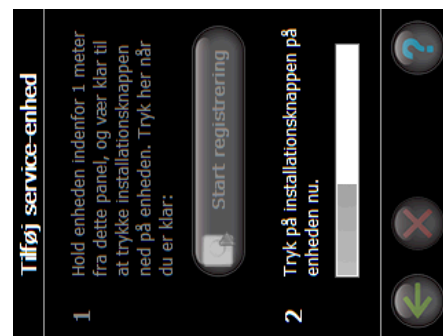 Tilføj service-enhed
1
Hold enheden indenfor 1 meter
fra dette panel, og vær klar til
at trykke installationsknappen
ned på enheden. Tryk her når
du er klar:
Start registrering
2
Tryk på installationsknappen på
enheden nu.
?